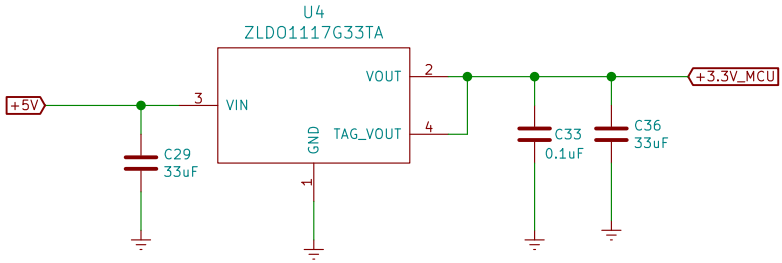 U4
ZLDO1117G33TA
+5V
3
VIN
VOUT
2
+3.3V_MCU
TAG_VOUT
4
GND
1
C29
33uF
C33
0.1uF
C36
33uF